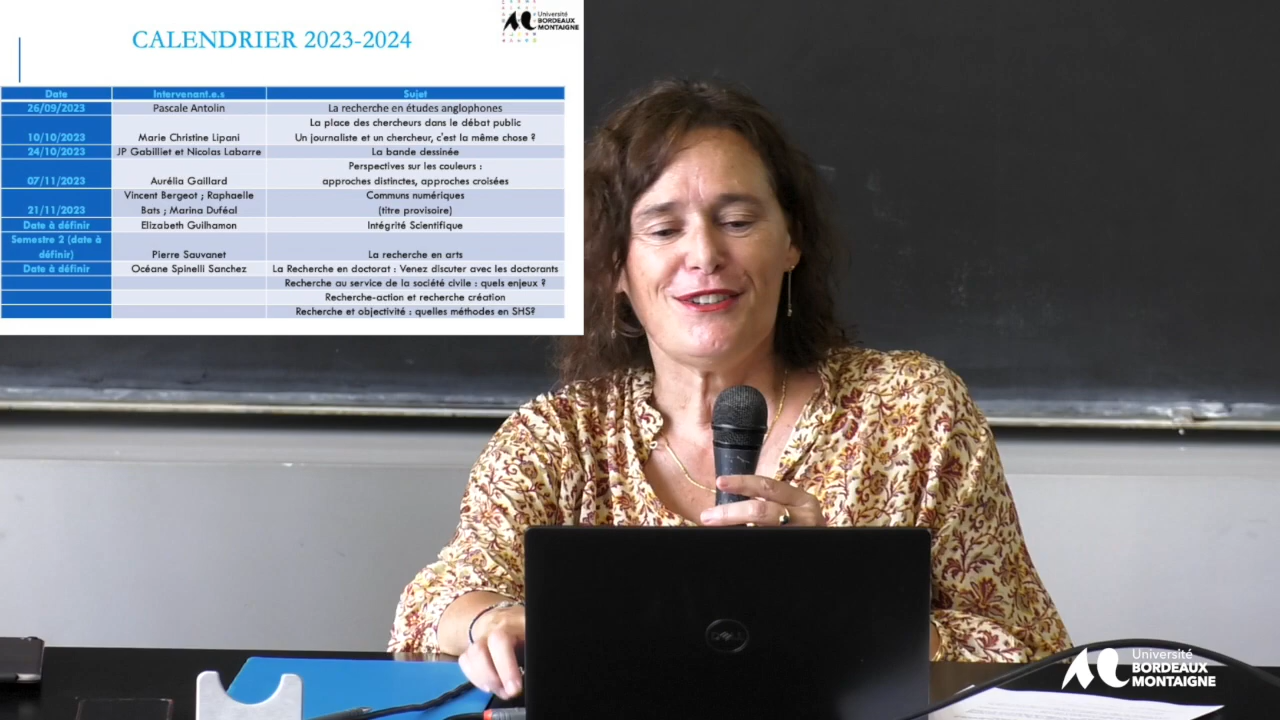 CALENDRIER 2023-2024
Université
BORDEAUX
MONTAIGNE
Date Intervenant.e.s Sujet
26/09/2023 Pascale Antolin La recherche en études anglophones
La place des chercheurs dans le débat public
10/10/2023 Marie Christine Lipani Un journaliste et un chercheur, c'est la même chose ?
24/10/2023 JP Gabilliet et Nicolas Labarre La bande dessinée
Perspectives sur les couleurs :
07/11/2023 Aurélia Gaillard approches distinctes, approches croisées
Vincent Bergeot ; Raphaelle Communs numériques
21/11/2023 Bats ; Marina Duféal (titre provisoire)
Date à définir Elizabeth Guilhamon Intégrité Scientifique
Semestre 2 (date à
définir) Pierre Sauvanet La recherche en arts
Date à définir Océane Spinelli Sanchez La Recherche en doctorat : Venez discuter avec les doctorants
Recherche au service de la société civile : quels enjeux ?
Recherche-action et recherche création
Recherche et objectivité : quelles méthodes en SHS?
DELL
Université
BORDEAUX
MONTAIGNE